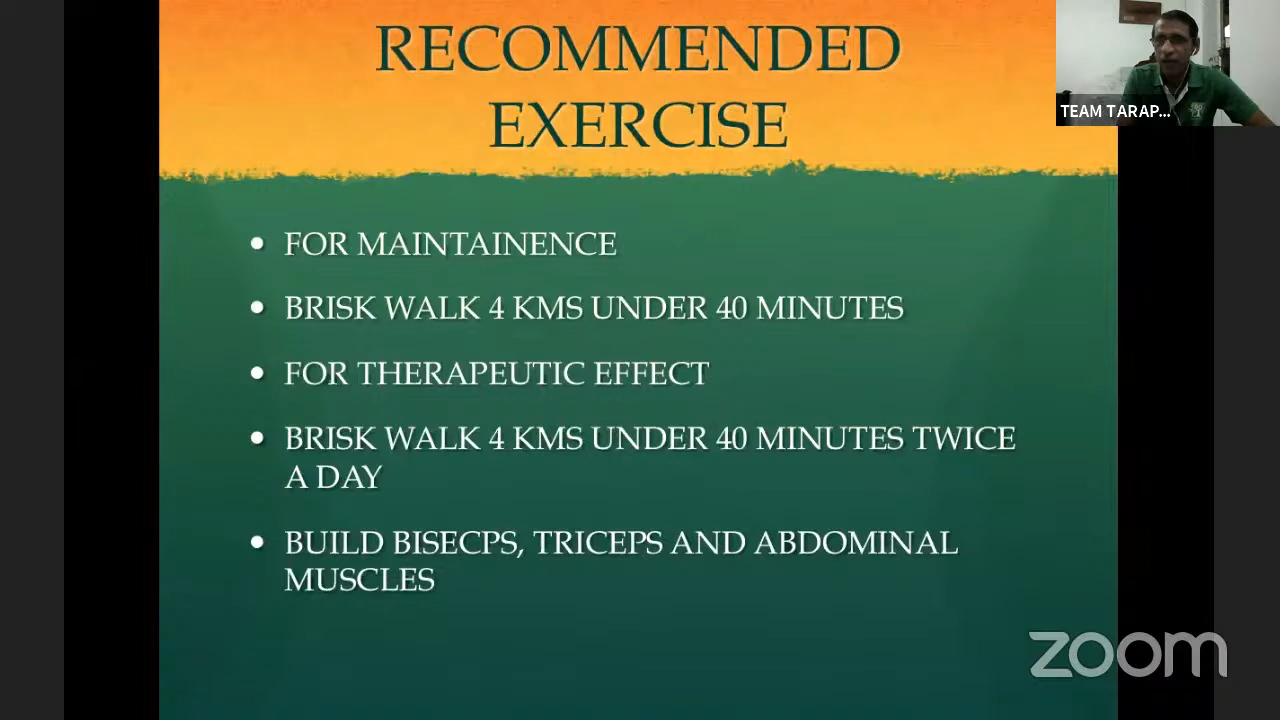 RECOMMENDED
EXERCISE
TEAM TARAP...
• FOR MAINTAINENCE
• BRISK WALK 4 KMS UNDER 40 MINUTES
• FOR THERAPEUTIC EFFECT
• BRISK WALK 4 KMS UNDER 40 MINUTES TWICE
A DAY
• BUILD BISECPS, TRICEPS AND ABDOMINAL
MUSCLES
zoom